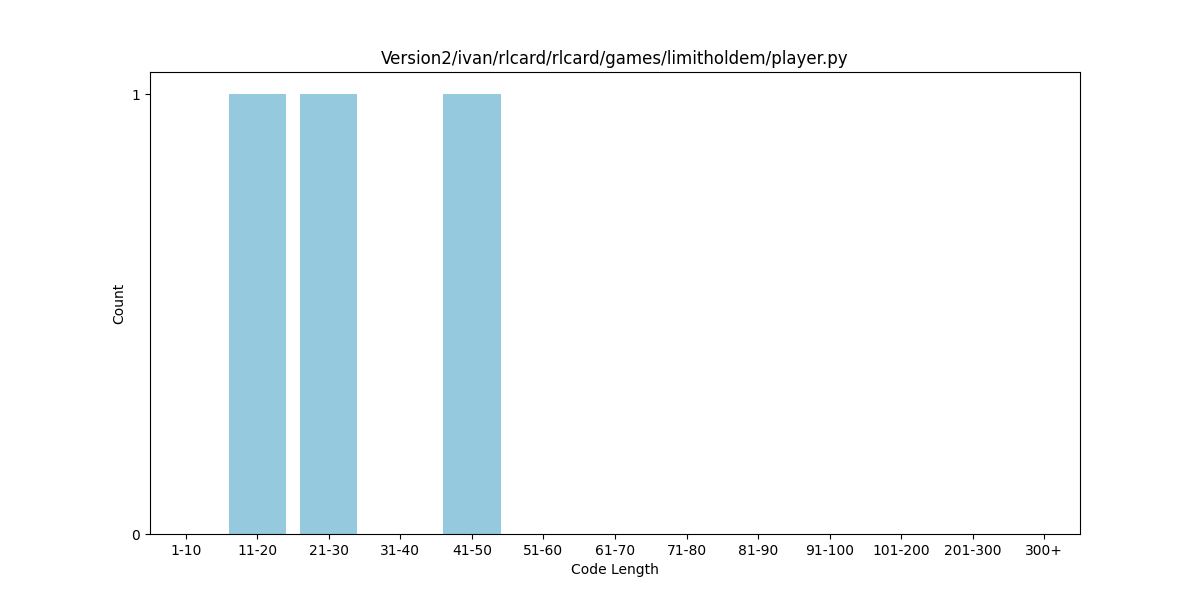 Version2/ivan/rlcard/rlcard/games/limitholdem/player.py
1
Count
0
1-10 11-20 21-30 31-40 41-50 51-60 61-70 71-80 81-90 91-100 101-200 201-300 300+
Code Length